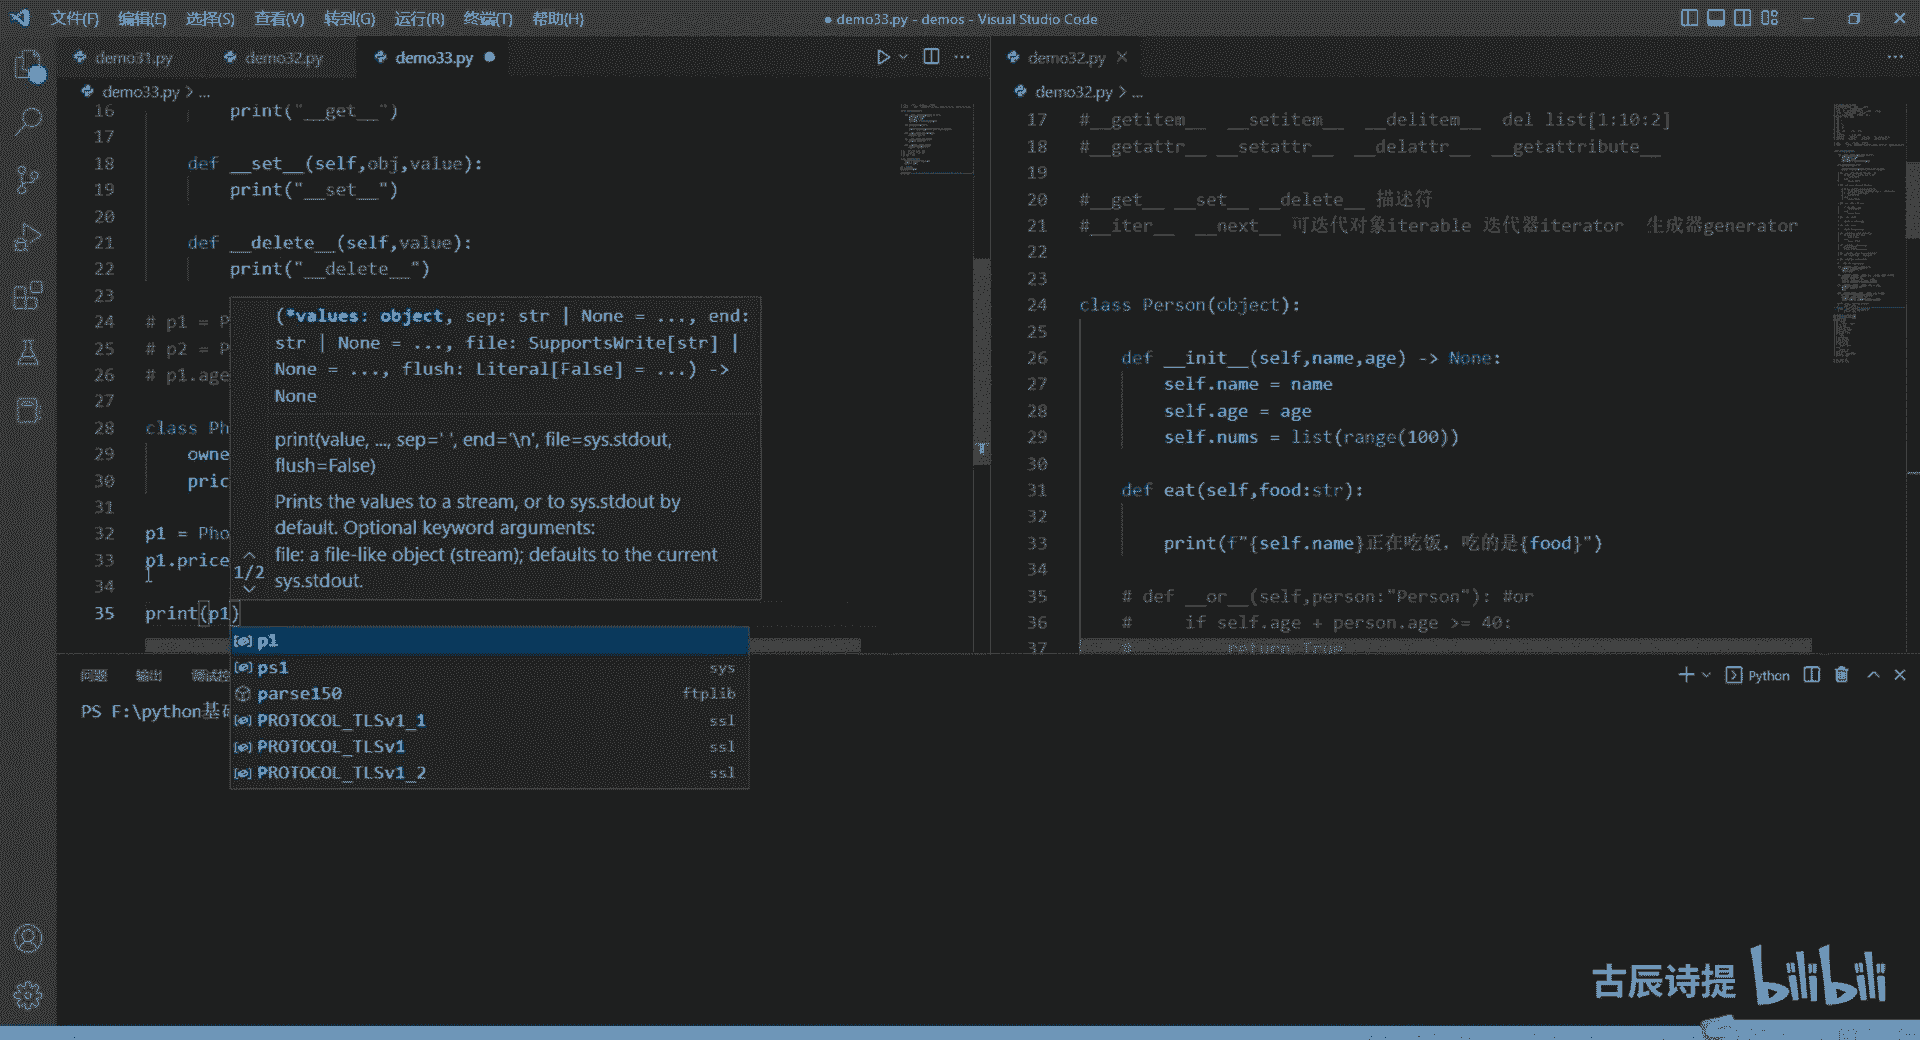 文件(F) 编辑(E) 选择(S) 查看(V) 转到(G) 运行(R) 终端(T) 帮助(H)
● demo33.py - demos - Visual Studio Code
demo31.py demo32.py demo33.py ●
demo33.py > ...
16 print("__get__")
17
18 def __set__(self,obj,value):
19 print("__set__")
20
21 def __delete__(self,value):
22 print("__delete__")
23
24 # p1 = P
25 # p2 = P
26 # p1.age
27
28 class Ph
29 owne
30 pric
31
32 p1 = Pho
33 p1.price
34
35 print(p1)
(*values: object, sep: str | None = ..., end:
str | None = ..., file: SupportsWrite[str] |
None = ..., flush: Literal[False] = ...) ->
None
print(value, ..., sep=' ', end='\n', file=sys.stdout,
flush=False)
Prints the values to a stream, or to sys.stdout by
default. Optional keyword arguments:
file: a file-like object (stream); defaults to the current
sys.stdout.
1/2
p1
ps1 sys
parse150 ftplib
PROTOCOL_TLSv1_1 ssl
PROTOCOL_TLSv1 ssl
PROTOCOL_TLSv1_2 ssl
demo32.py
demo32.py > ...
17 #__getitem__ __setitem__ __delitem__ del list[1:10:2]
18 #__getattr__ __setattr__ __delattr__ __getattribute__
19
20 #__get__ __set__ __delete__ 描述符
21 #__iter__ __next__ 可迭代对象iterable 迭代器iterator 生成器generator
22
23
24 class Person(object):
25
26 def __init__(self,name,age) -> None:
27 self.name = name
28 self.age = age
29 self.nums = list(range(100))
30
31 def eat(self,food:str):
32
33 print(f"{self.name}正在吃饭，吃的是{food}")
34
35 # def __or__(self,person:"Person"): #or
36 # if self.age + person.age >= 40:
37 # return True
问题 输出 调试控
Python
PS F:\python基
古辰诗提 bilibili